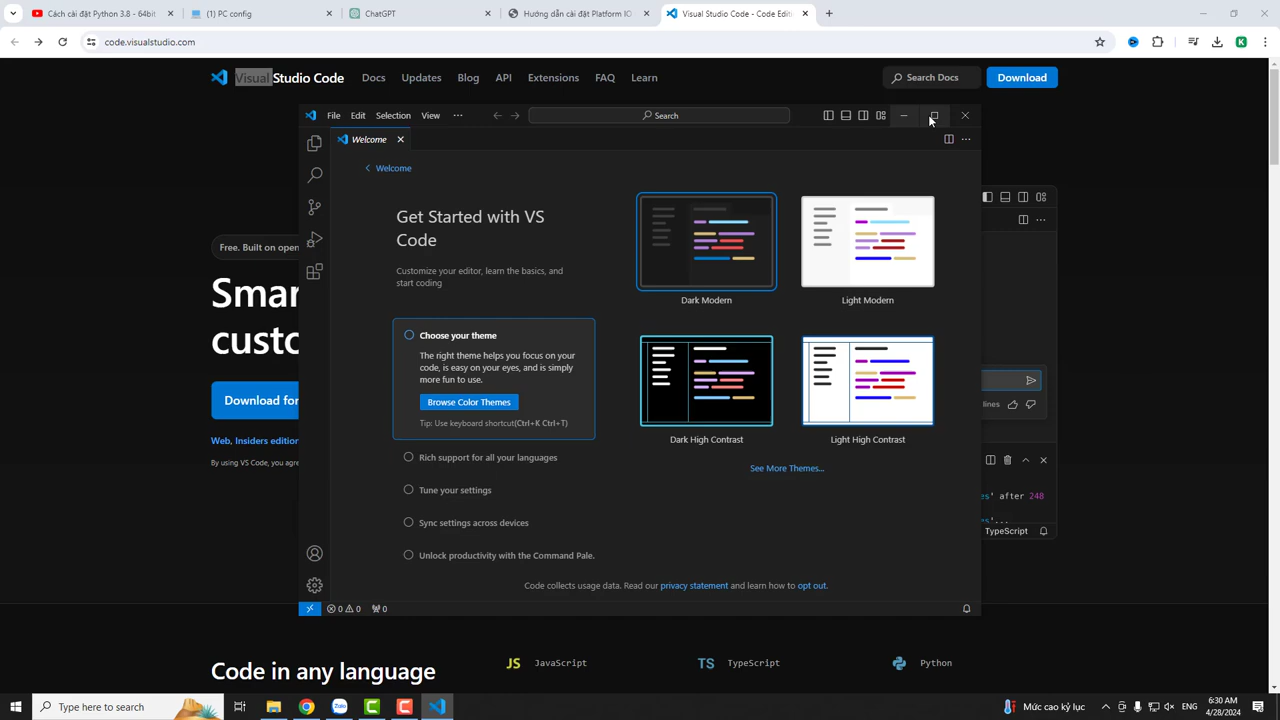 Cách cài đặt Python 3.8 - 64bit
(1) PC config
ChatGPT
Hướng dẫn cài đặt Platform IO
Visual Studio Code - Code Edit
code.visualstudio.com
Visual Studio Code
Docs
Updates
Blog
API
Extensions
FAQ
Learn
Search Docs
Download
File
Edit
Selection
View
Search
Welcome
Welcome
Get Started with VS
Code
Customize your editor, learn the basics, and
start coding
Choose your theme
The right theme helps you focus on your
code, is easy on your eyes, and is simply
more fun to use.
Browse Color Themes
Tip: Use keyboard shortcut(Ctrl+K Ctrl+T)
Rich support for all your languages
Tune your settings
Sync settings across devices
Unlock productivity with the Command Pale.
Dark Modern
Light Modern
Dark High Contrast
Light High Contrast
See More Themes...
Code collects usage data. Read our privacy statement and learn how to opt out.
0 0 0
Free. Built on open
Smar
custo
Download for
Web, Insiders edition
By using VS Code, you agree
lines
es' after 248
es'...
TypeScript
Code in any language
JS JavaScript
TS TypeScript
Python
Type here to search
Zalo
Mức cao kỷ lục
ENG
6:30 AM
4/28/2024